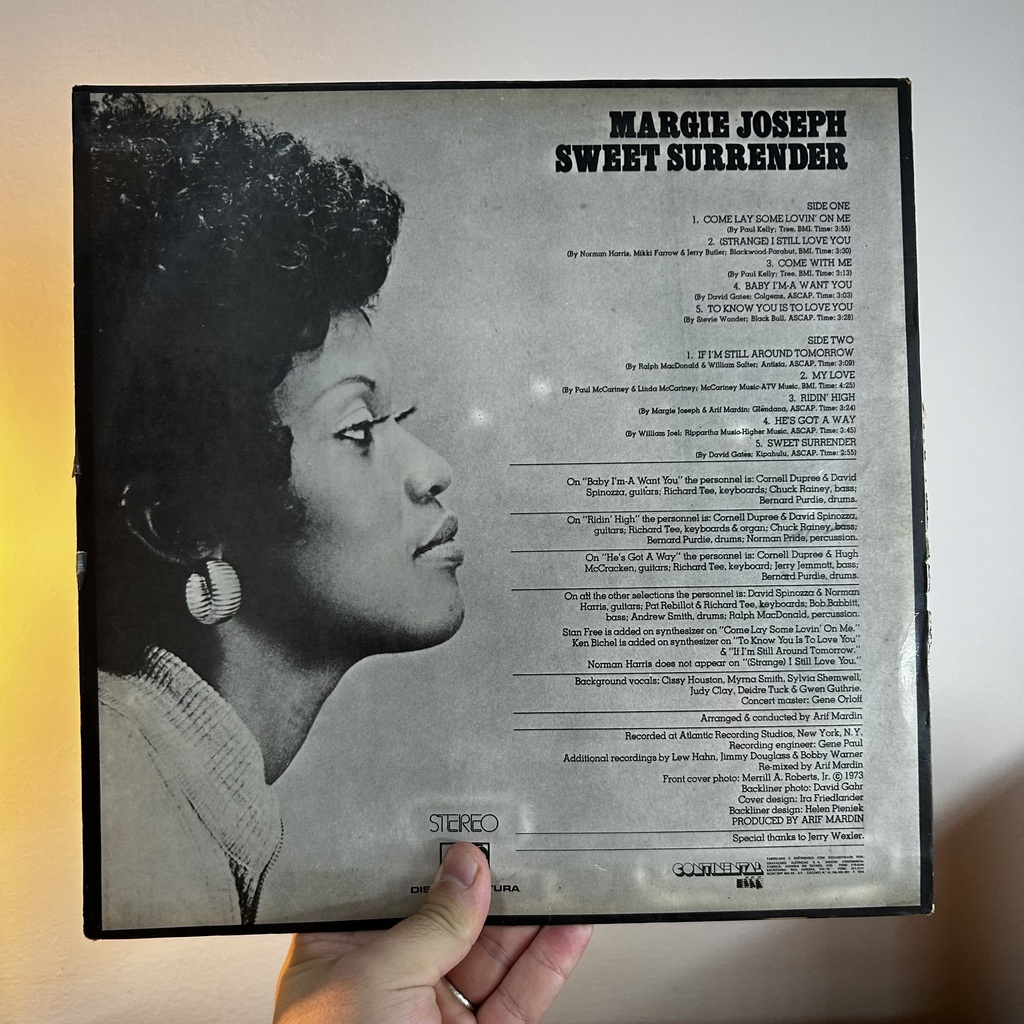 MARGIE JOSEPH
SWEET SURRENDER
SIDE ONE
1. COME LAY SOME LOVIN' ON ME
(By Paul Kelly; Tree, BMI. Time: 3:55)
2. (STRANGE) I STILL LOVE YOU
(By Norman Harris, Mikki Farrow & Jerry Butler; Blackwood-Parabut, BMI. Time: 3:30)
3. COME WITH ME
(By Paul Kelly; Tree, BMI. Time: 3:13)
4. BABY I'M-A WANT YOU
(By David Gates; Colgems, ASCAP. Time: 3:03)
5. TO KNOW YOU IS TO LOVE YOU
(By Stevie Wonder; Black Bull, ASCAP. Time: 3:28)
SIDE TWO
1. IF I'M STILL AROUND TOMORROW
(By Ralph MacDonald & William Salter; Antisia, ASCAP. Time: 3:09)
2. MY LOVE
(By Paul McCartney & Linda McCartney; McCartney Music-ATV Music, BMI. Time: 4:25)
3. RIDIN' HIGH
(By Margie Joseph & Arif Mardin; Glendana, ASCAP. Time: 3:24)
4. HE'S GOT A WAY
(By William Joel; Rippartha Music-Higher Music, ASCAP. Time: 3:45)
5. SWEET SURRENDER
(By David Gates; Kipahulu, ASCAP. Time: 2:55)
On "Baby I'm-A Want You" the personnel is: Cornell Dupree & David
Spinozza, guitars; Richard Tee, keyboards; Chuck Rainey, bass;
Bernard Purdie, drums.
On "Ridin' High" the personnel is: Cornell Dupree & David Spinozza,
guitars; Richard Tee, keyboards & organ; Chuck Rainey, bass;
Bernard Purdie, drums; Norman Pride, percussion.
On "He's Got A Way" the personnel is: Cornell Dupree & Hugh
McCracken, guitars; Richard Tee, keyboard; Jerry Jemmott, bass;
Bernard Purdie, drums.
On all the other selections the personnel is: David Spinozza & Norman
Harris, guitars; Pat Rebillot & Richard Tee, keyboards; Bob Babbitt,
bass; Andrew Smith, drums; Ralph MacDonald, percussion.
Stan Free is added on synthesizer on "Come Lay Some Lovin' On Me."
Ken Bichel is added on synthesizer on "To Know You Is To Love You"
& "If I'm Still Around Tomorrow."
Norman Harris does not appear on "(Strange) I Still Love You."
Background vocals: Cissy Houston, Myrna Smith, Sylvia Shemwell,
Judy Clay, Deidre Tuck & Gwen Guthrie.
Concert master: Gene Orloff
Arranged & conducted by Arif Mardin
Recorded at Atlantic Recording Studios, New York, N.Y.
Recording engineer: Gene Paul
Additional recordings by Lew Hahn, Jimmy Douglass & Bobby Warner
Re-mixed by Arif Mardin
Front cover photo: Merrill A. Roberts, Jr. © 1973
Backliner photo: David Gahr
Cover design: Ira Friedlander
Backliner design: Helen Pieniek
PRODUCED BY ARIF MARDIN
Special thanks to Jerry Wexler.
STEREO
CONTINENTAL